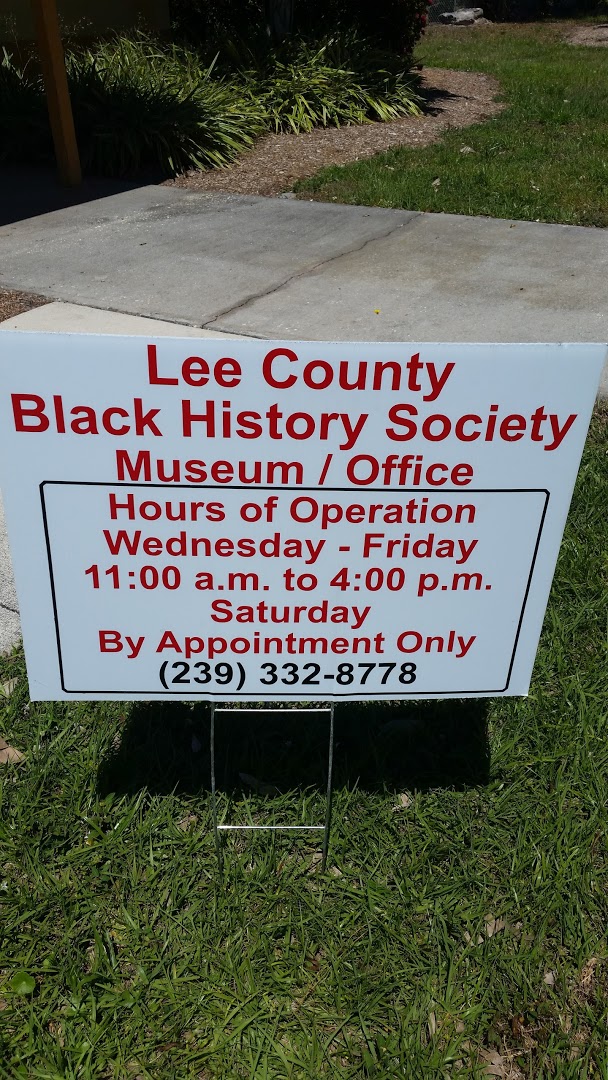 Lee County
Black History Society
Museum / Office
Hours of Operation
Wednesday - Friday
11:00 a.m. to 4:00 p.m.
Saturday
By Appointment Only
(239) 332-8778